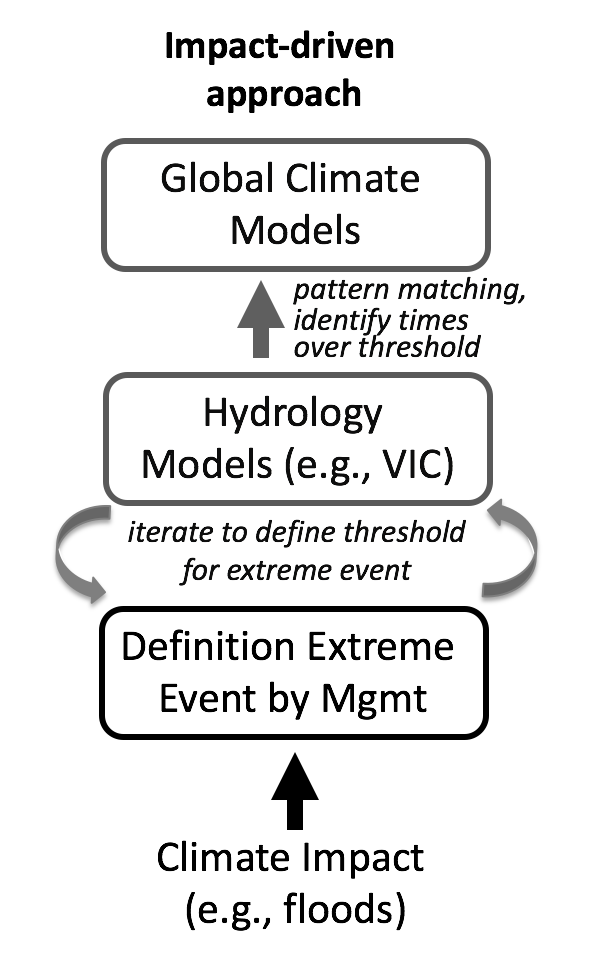 Impact-driven
approach
Global Climate
Models
pattern matching,
identify times
over threshold
Hydrology
Models (e.g., VIC)
iterate to define threshold
for extreme event
Definition Extreme
Event by Mgmt
Climate Impact
(e.g., floods)